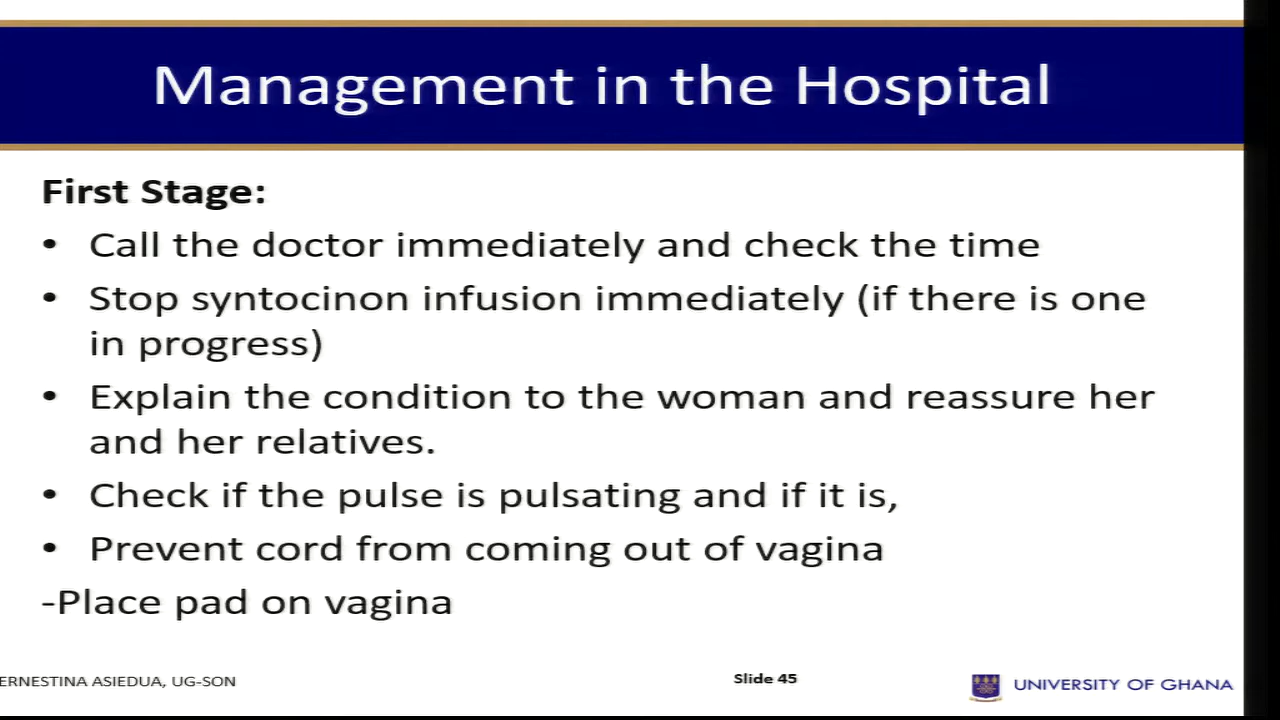 Management in the Hospital
First Stage:
• Call the doctor immediately and check the time
• Stop syntocinon infusion immediately (if there is one
in progress)
• Explain the condition to the woman and reassure her
and her relatives.
• Check if the pulse is pulsating and if it is,
• Prevent cord from coming out of vagina
-Place pad on vagina
ERNESTINA ASIEDUA, UG-SON
Slide 45
UNIVERSITY OF GHANA